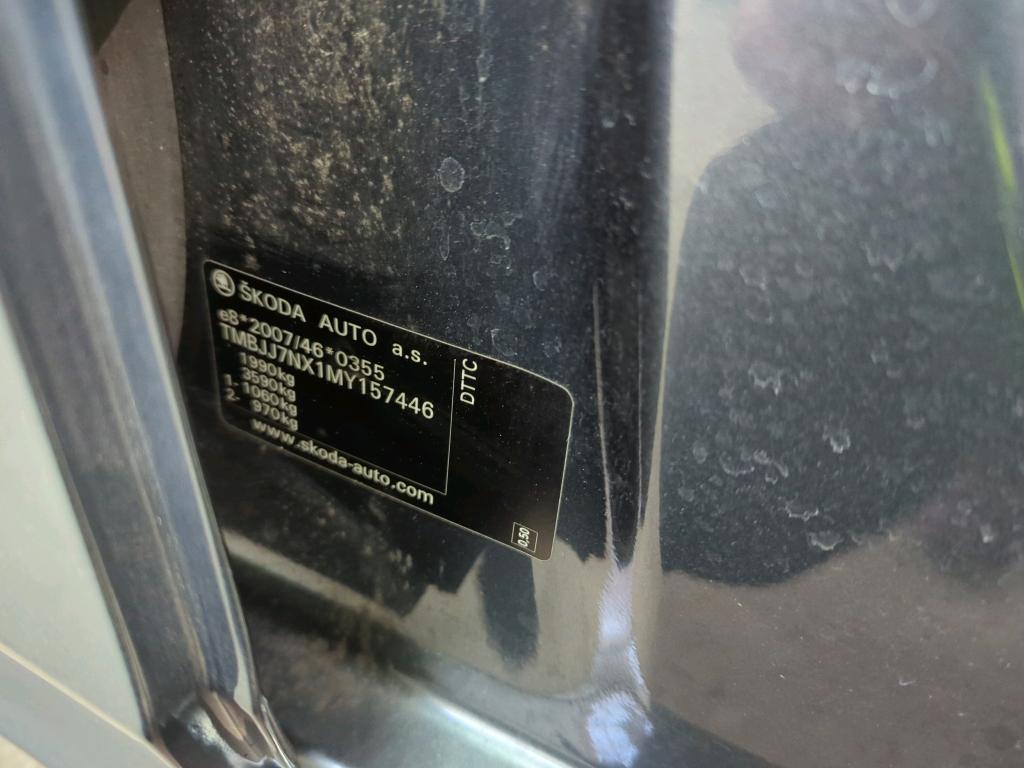 ŠKODA AUTO a.s.
e8*2007/46*0355
TMBJJ7NX1MY157446
1990kg
3590kg
1- 1060kg
2- 970kg
www.skoda-auto.com
DTTC
0.50